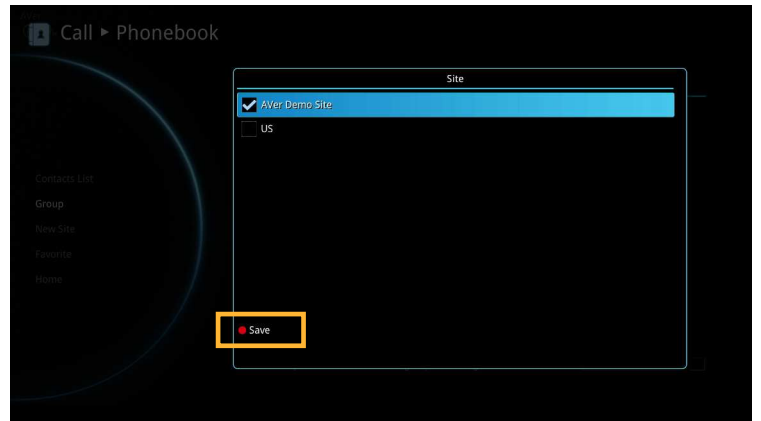 Call ► Phonebook
Site
AVer Demo Site
US
Contacts List
Group
New Site
Favorite
Home
Save